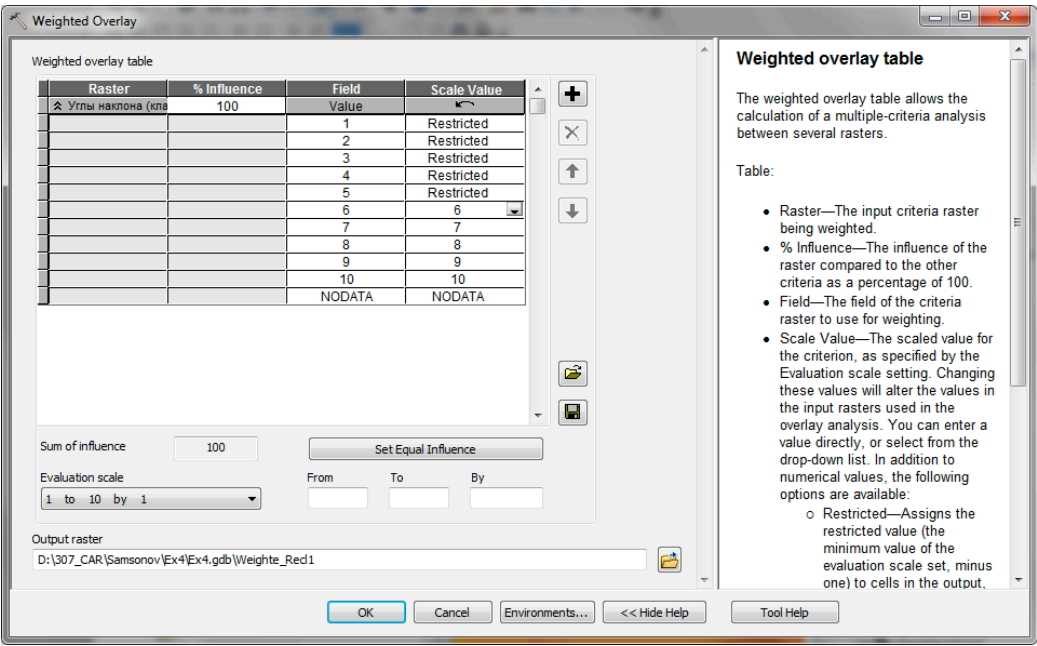 Weighted Overlay
Weighted overlay table
Raster % Influence Field Scale Value
Углы наклона (кла 100 Value
1 Restricted
2 Restricted
3 Restricted
4 Restricted
5 Restricted
6 6
7 7
8 8
9 9
10 10
NODATA NODATA
Sum of influence 100 Set Equal Influence
Evaluation scale From To By
1 to 10 by 1
Output raster
D:\307_CAR\Samsonov\Ex4\Ex4.gdb\Weighte_Recl1
OK Cancel Environments... << Hide Help Tool Help
Weighted overlay table
The weighted overlay table allows the
calculation of a multiple-criteria analysis
between several rasters.
Table:
• Raster—The input criteria raster
being weighted.
• % Influence—The influence of the
raster compared to the other
criteria as a percentage of 100.
• Field—The field of the criteria
raster to use for weighting.
• Scale Value—The scaled value for
the criterion, as specified by the
Evaluation scale setting. Changing
these values will alter the values in
the input rasters used in the
overlay analysis. You can enter a
value directly, or select from the
drop-down list. In addition to
numerical values, the following
options are available:
o Restricted—Assigns the
restricted value (the
minimum value of the
evaluation scale set, minus
one) to cells in the output,